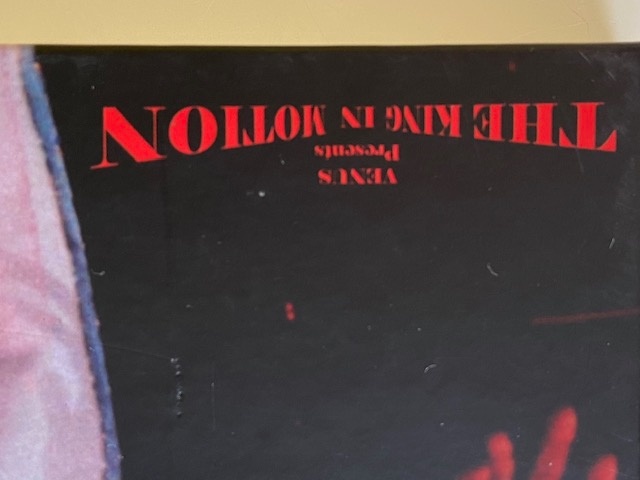 VENUS
Presents
THE KING IN MOTION